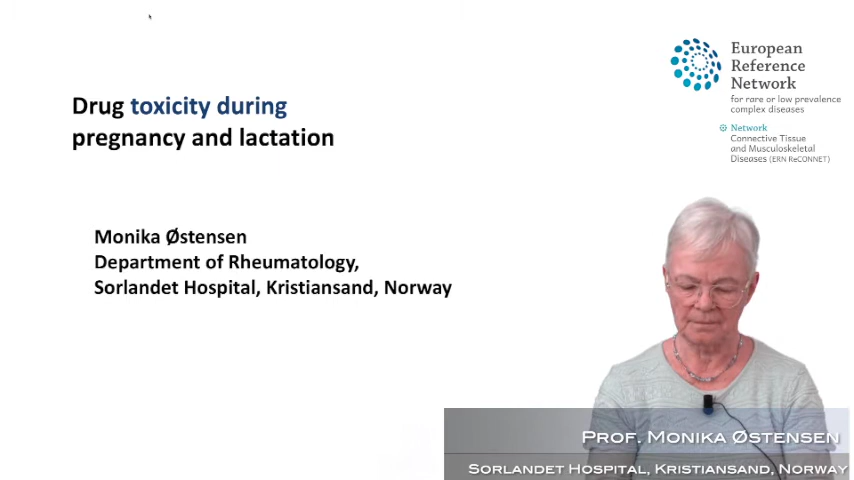 Drug toxicity during
pregnancy and lactation
Monika Østensen
Department of Rheumatology,
Sorlandet Hospital, Kristiansand, Norway
European
Reference
Network
for rare or low prevalence
complex diseases
Network
Connective Tissue
and Musculoskeletal
Diseases (ERN ReCONNET)
Prof. Monika Østensen
Sorlandet Hospital, Kristiansand, Norway